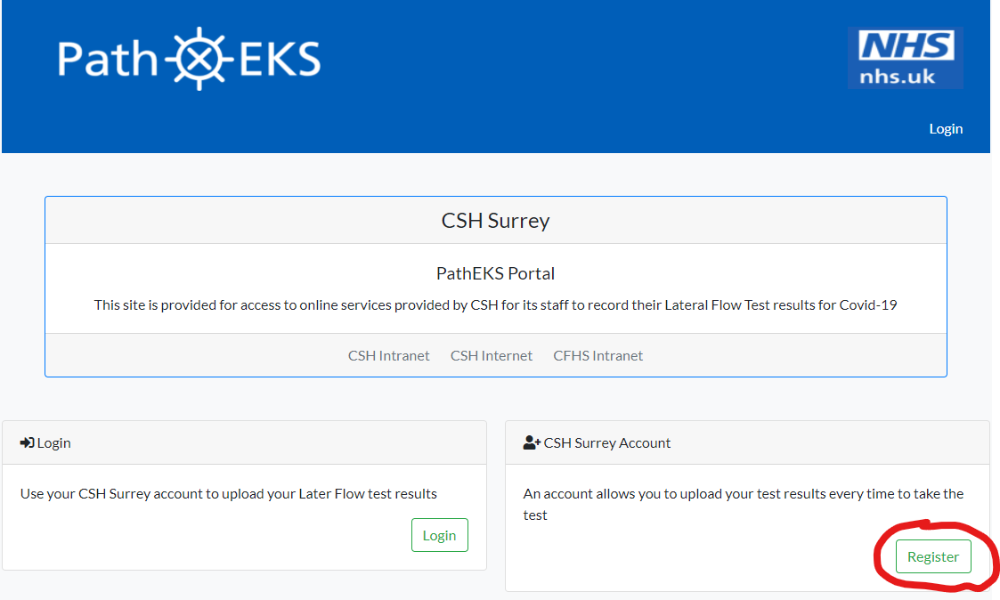 Path EKS
NHS
nhs.uk
Login
CSH Surrey
PathEKS Portal
This site is provided for access to online services provided by CSH for its staff to record their Lateral Flow Test results for Covid-19
CSH Intranet CSH Internet CFHS Intranet
Login
Use your CSH Surrey account to upload your Later Flow test results
Login
CSH Surrey Account
An account allows you to upload your test results every time to take the
test
Register